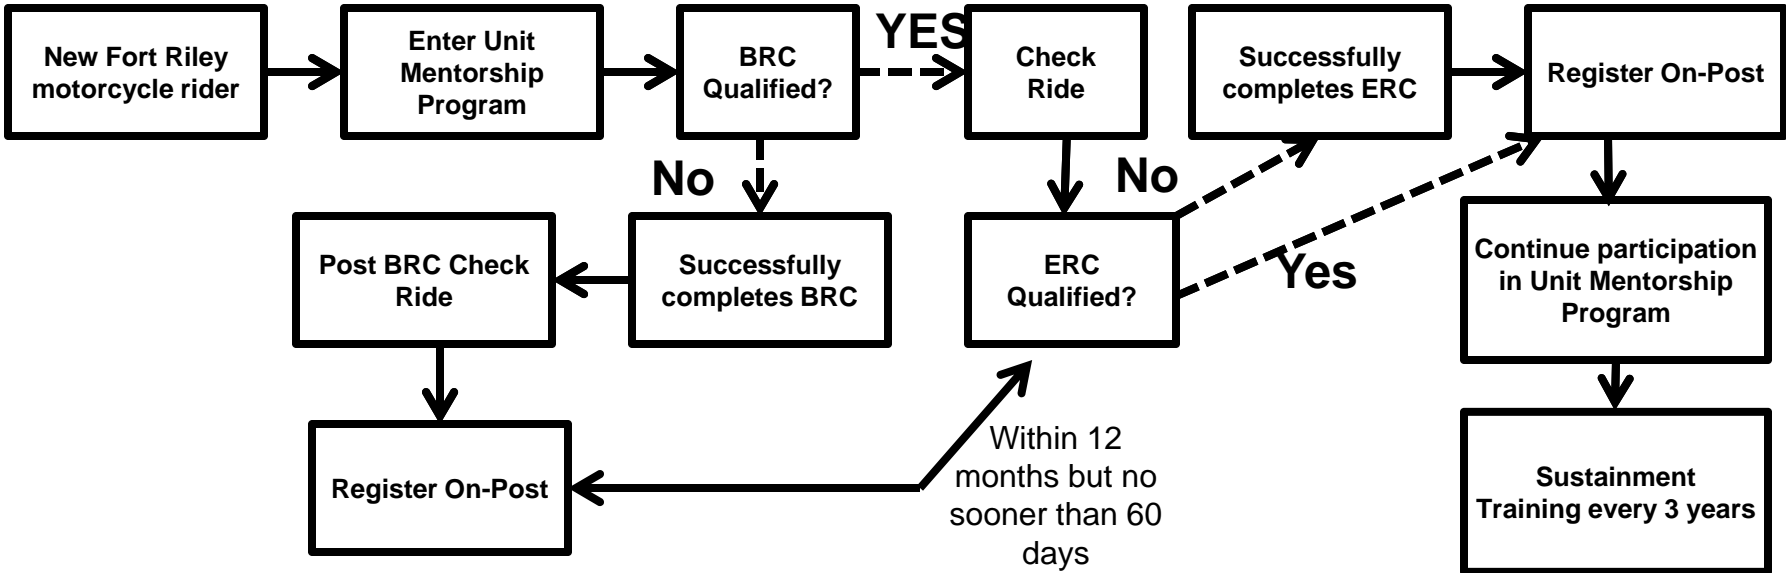 New Fort Riley
motorcycle rider
Enter Unit
Mentorship
Program
BRC
Qualified?
YES
Check
Ride
Successfully
completes ERC
Register On-Post
No
No
Post BRC Check
Ride
Successfully
completes BRC
ERC
Qualified?
Yes
Continue participation
in Unit Mentorship
Program
Register On-Post
Within 12
months but no
sooner than 60
days
Sustainment
Training every 3 years